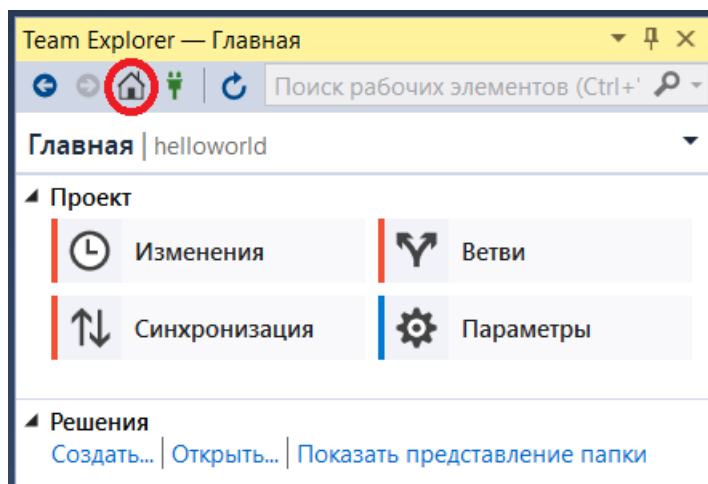 Team Explorer — Главная
Поиск рабочих элементов (Ctrl+'
Главная | helloworld
Проект
Изменения
Ветви
Синхронизация
Параметры
Решения
Создать... | Открыть... | Показать представление папки